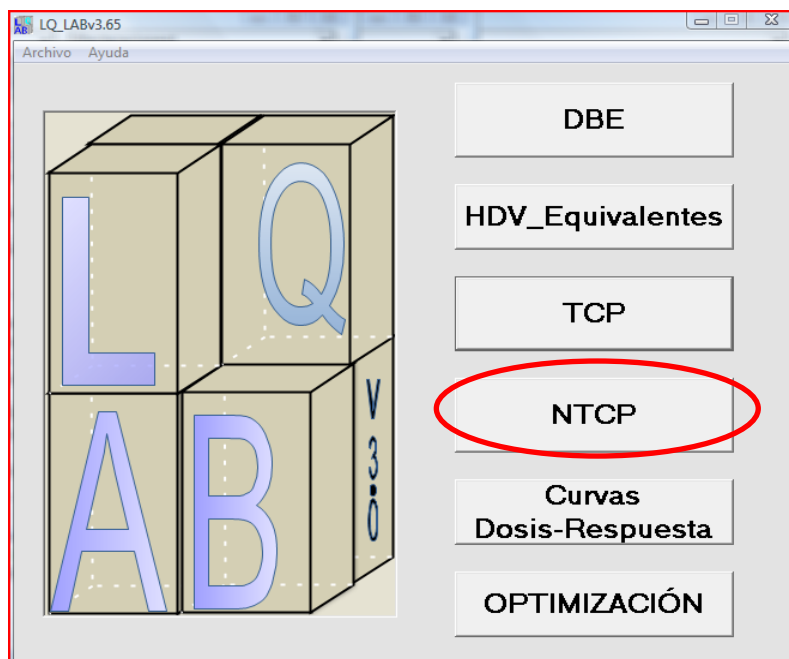 LQ_LABv3.65
Archivo Ayuda
L Q
A B
V 3.0
DBE
HDV_Equivalentes
TCP
NTCP
Curvas
Dosis-Respuesta
OPTIMIZACIÓN